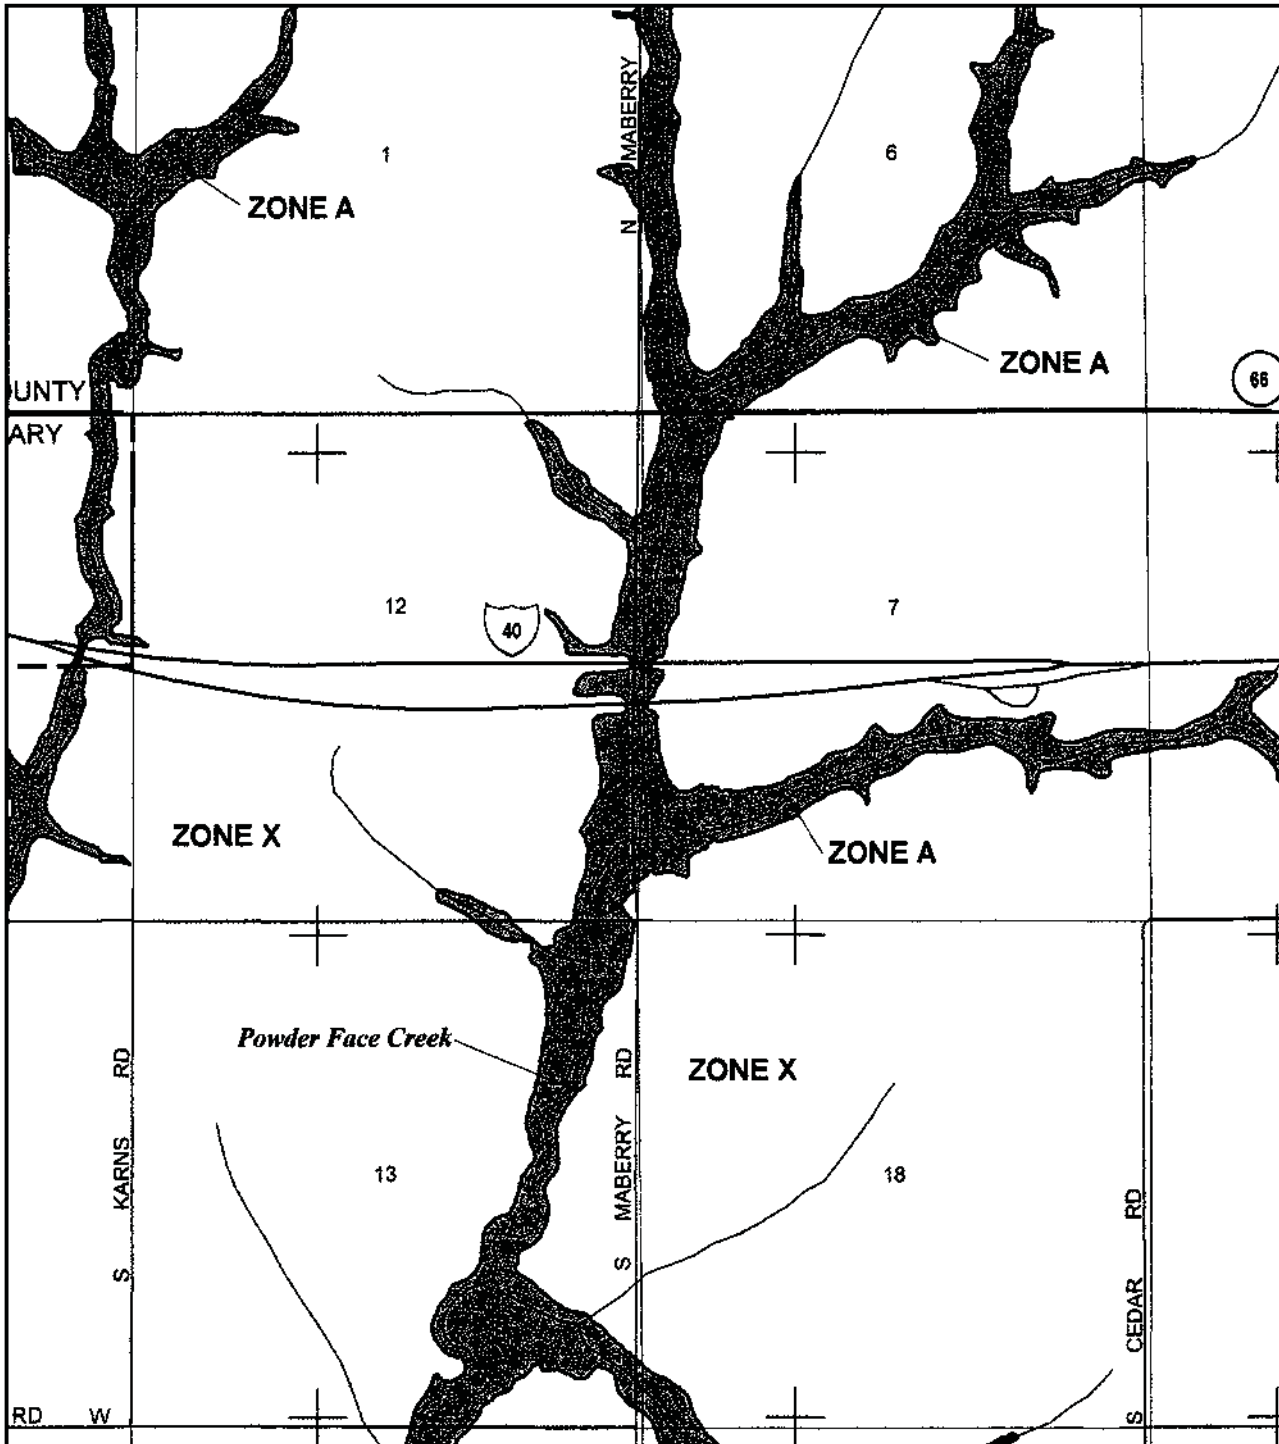 MABERRY
N
1
6
ZONE A
ZONE A
66
OUNTY
ARY
12
40
7
ZONE X
ZONE A
Powder Face Creek
ZONE X
S KARNS RD
S MABERRY RD
13
18
S CEDAR RD
RD W